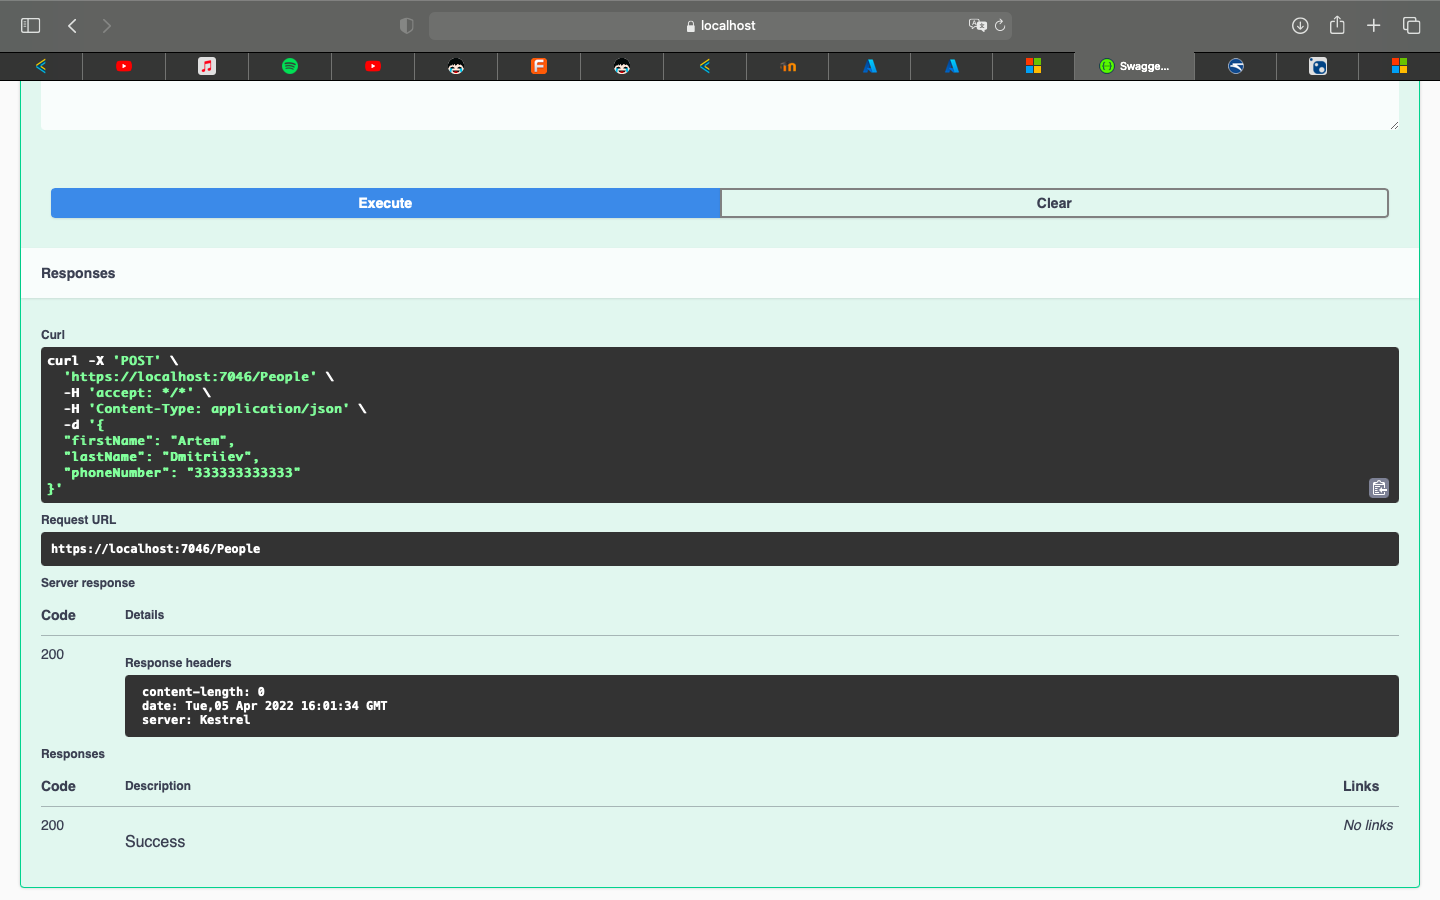 localhost
Swagge...
Execute
Clear
Responses
Curl
curl -X 'POST' \
'https://localhost:7046/People' \
-H 'accept: */*' \
-H 'Content-Type: application/json' \
-d '{
"firstName": "Artem",
"lastName": "Dmitriiev",
"phoneNumber": "333333333333"
}'
Request URL
https://localhost:7046/People
Server response
Code Details
200
Response headers
content-length: 0
date: Tue,05 Apr 2022 16:01:34 GMT
server: Kestrel
Responses
Code Description Links
200 No links
Success